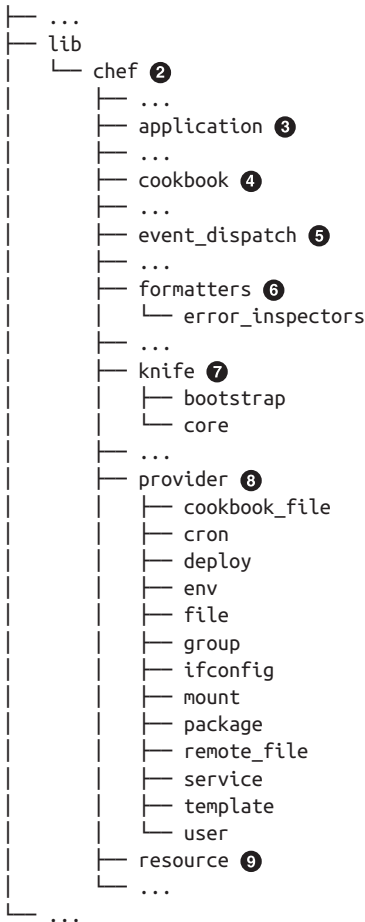 ├── ...
├── lib
│   └── chef ❷
│       ├── ...
│       ├── application ❸
│       ├── ...
│       ├── cookbook ❹
│       ├── ...
│       ├── event_dispatch ❺
│       ├── ...
│       ├── formatters ❻
│       │   └── error_inspectors
│       ├── ...
│       ├── knife ❼
│       │   ├── bootstrap
│       │   └── core
│       ├── ...
│       ├── provider ❽
│       │   ├── cookbook_file
│       │   ├── cron
│       │   ├── deploy
│       │   ├── env
│       │   ├── file
│       │   ├── group
│       │   ├── ifconfig
│       │   ├── mount
│       │   ├── package
│       │   ├── remote_file
│       │   ├── service
│       │   ├── template
│       │   └── user
│       ├── resource ❾
│       └── ...
└── ...